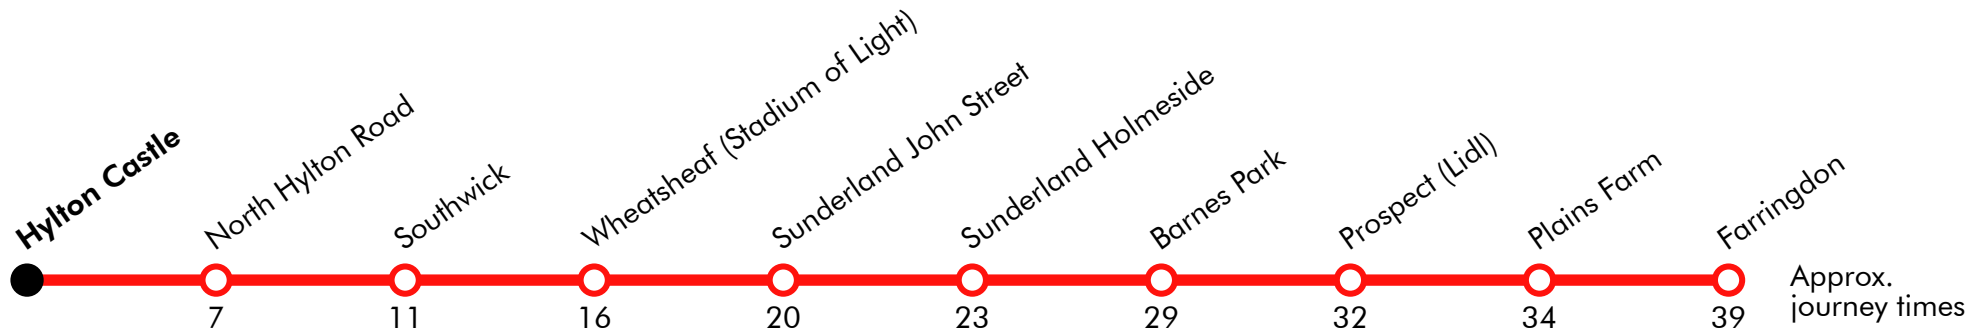 Hylton Castle
North Hylton Road
Southwick
Wheatsheaf (Stadium of Light)
Sunderland John Street
Sunderland Holmeside
Barnes Park
Prospect (Lidl)
Plains Farm
Farringdon
7
11
16
20
23
29
32
34
39
Approx.
journey times